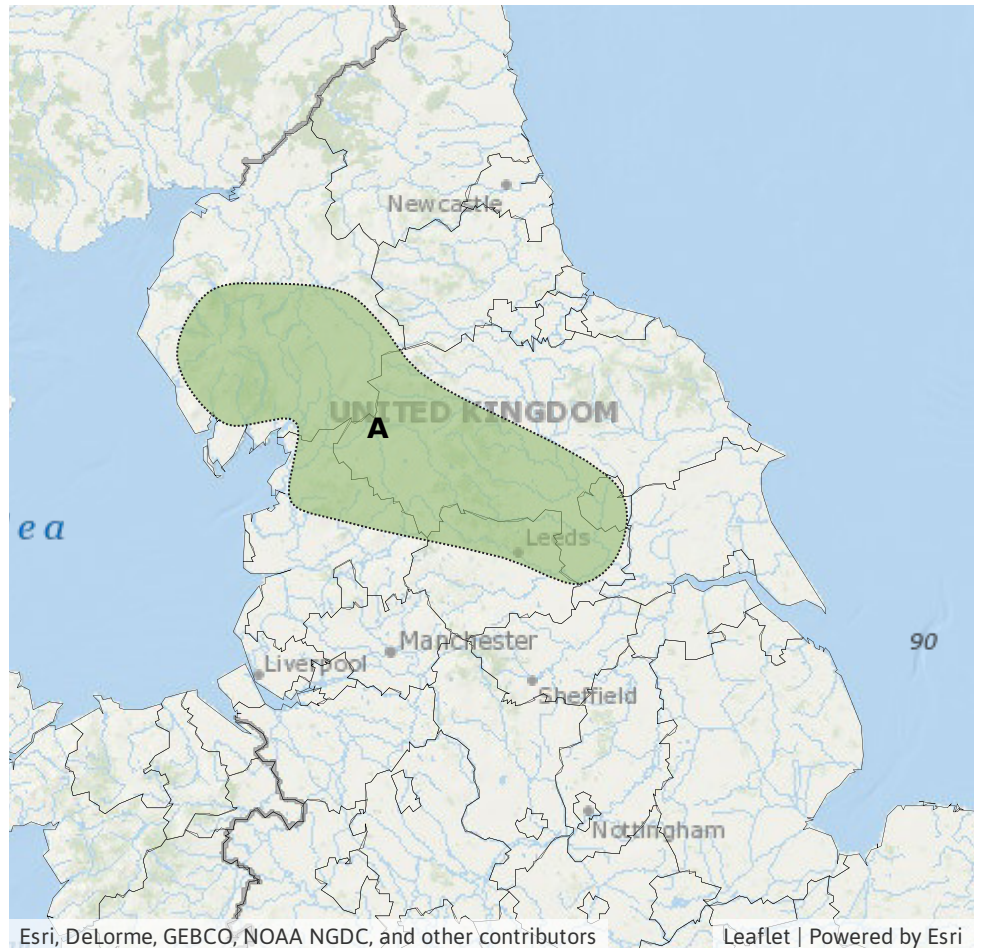 Newcastle
UNITED KINGDOM
A
ea
Leeds
Manchester
90
Liverpool
Sheffield
Nottingham
Esri, DeLorme, GEBCO, NOAA NGDC, and other contributors
Leaflet | Powered by Esri